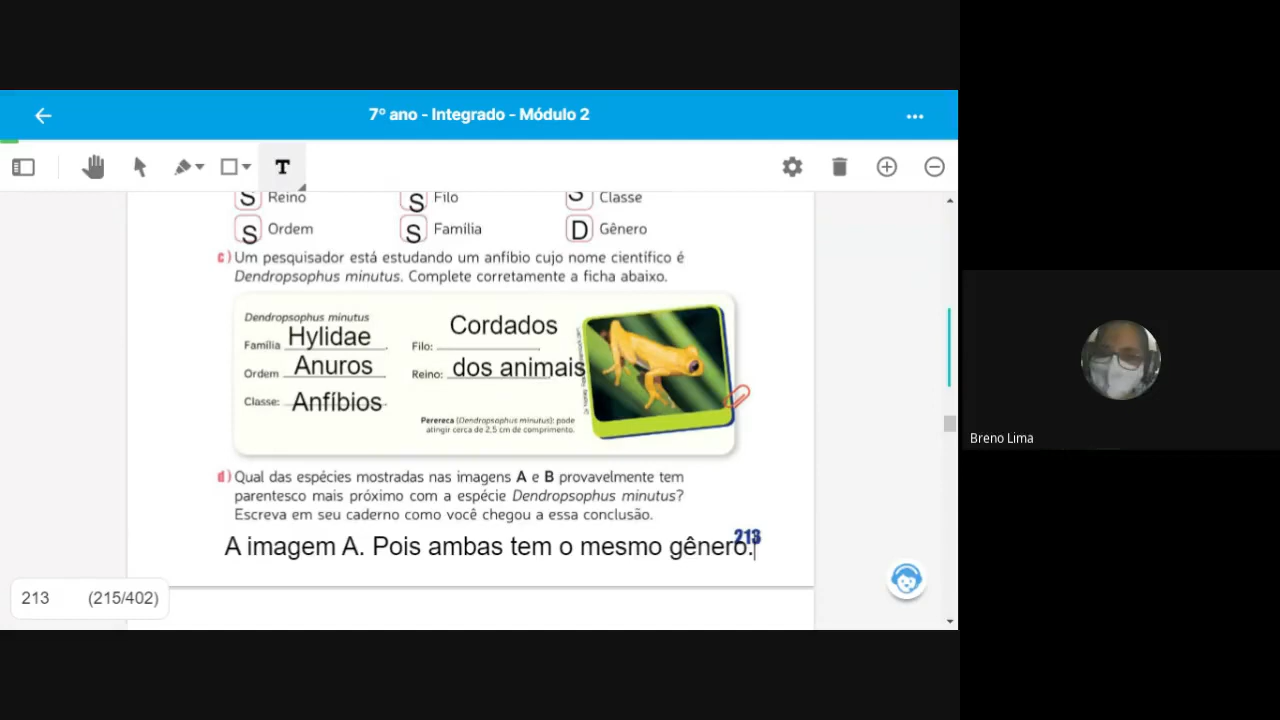 7º ano - Integrado - Módulo 2
T
S Reino S Filo S Classe
S Ordem S Família D Gênero
c) Um pesquisador está estudando um anfíbio cujo nome científico é
Dendropsophus minutus. Complete corretamente a ficha abaixo.
Dendropsophus minutus
Família Hylidae
Ordem Anuros
Classe: Anfíbios
Filo: Cordados
Reino: dos animais
Perereca (Dendropsophus minutus): pode
atingir cerca de 2,5 cm de comprimento.
d) Qual das espécies mostradas nas imagens A e B provavelmente tem
parentesco mais próximo com a espécie Dendropsophus minutus?
Escreva em seu caderno como você chegou a essa conclusão.
A imagem A. Pois ambas tem o mesmo gênero.
213
213 (215/402)
Breno Lima